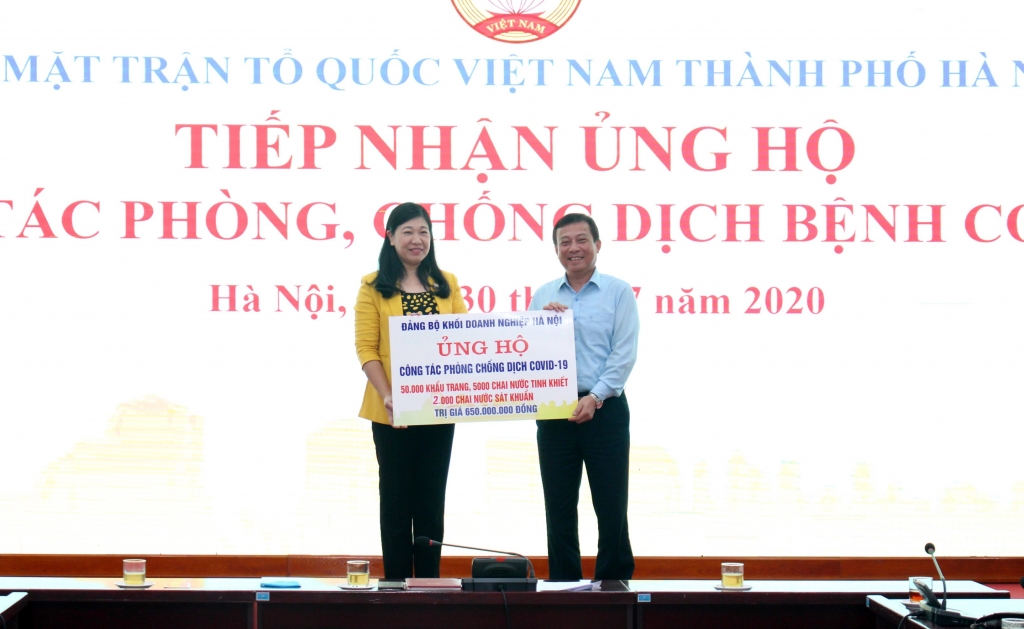 VIỆT NAM
MẶT TRẬN TỔ QUỐC VIỆT NAM THÀNH PHỐ HÀ
TIẾP NHẬN ỦNG HỘ
TÁC PHÒNG, CHỐNG DỊCH BỆNH CO
Hà Nội, 30 th 7 năm 2020
ĐẢNG BỘ KHỐI DOANH NGHIỆP HÀ NỘI
ỦNG HỘ
CÔNG TÁC PHÒNG CHỐNG DỊCH COVID-19
50.000 KHẨU TRANG, 5000 CHAI NƯỚC TINH KHIẾT
2.000 CHAI NƯỚC SÁT KHUẨN
TRỊ GIÁ 650.000.000 ĐỒNG